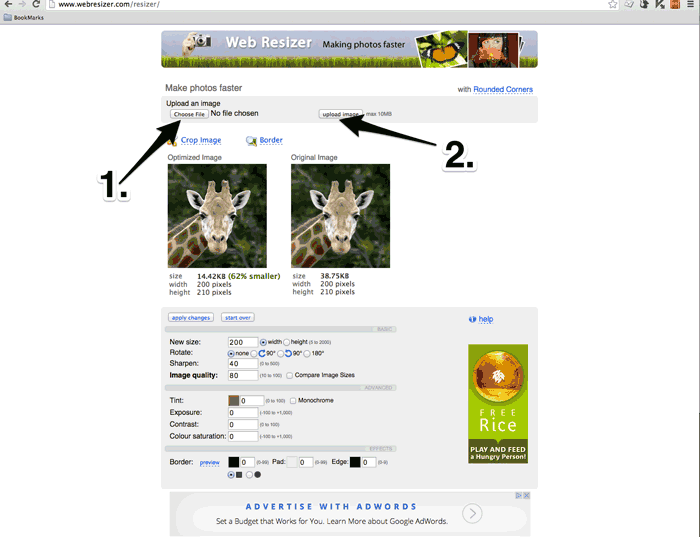 www.webresizer.com/resizer/
BookMarks
Web Resizer Making photos faster
Make photos faster
with Rounded Corners
Upload an image
Choose File No file chosen upload image max 10MB
1.
2.
Crop Image Border
Optimized Image Original Image
size 14.42KB (62% smaller) size 38.75KB
width 200 pixels width 200 pixels
height 210 pixels height 210 pixels
apply changes start over
help
BASIC
New size: 200 width height (5 to 2000)
Rotate: none 90° 90° 180°
Sharpen: 40 (0 to 500)
Image quality: 80 (10 to 100) Compare Image Sizes
ADVANCED
Tint: 0 (0 to 100) Monochrome
Exposure: 0 (-100 to +1,000)
Contrast: 0 (0 to 100)
Colour saturation: 0 (-100 to +1,000)
EFFECTS
Border: preview 0 (0-99) Pad: 0 (0-99) Edge: 0 (0-9)
FREE
Rice
PLAY AND FEED
a Hungry Person!
ADVERTISE WITH ADWORDS
Set a Budget that Works for You. Learn More about Google AdWords.